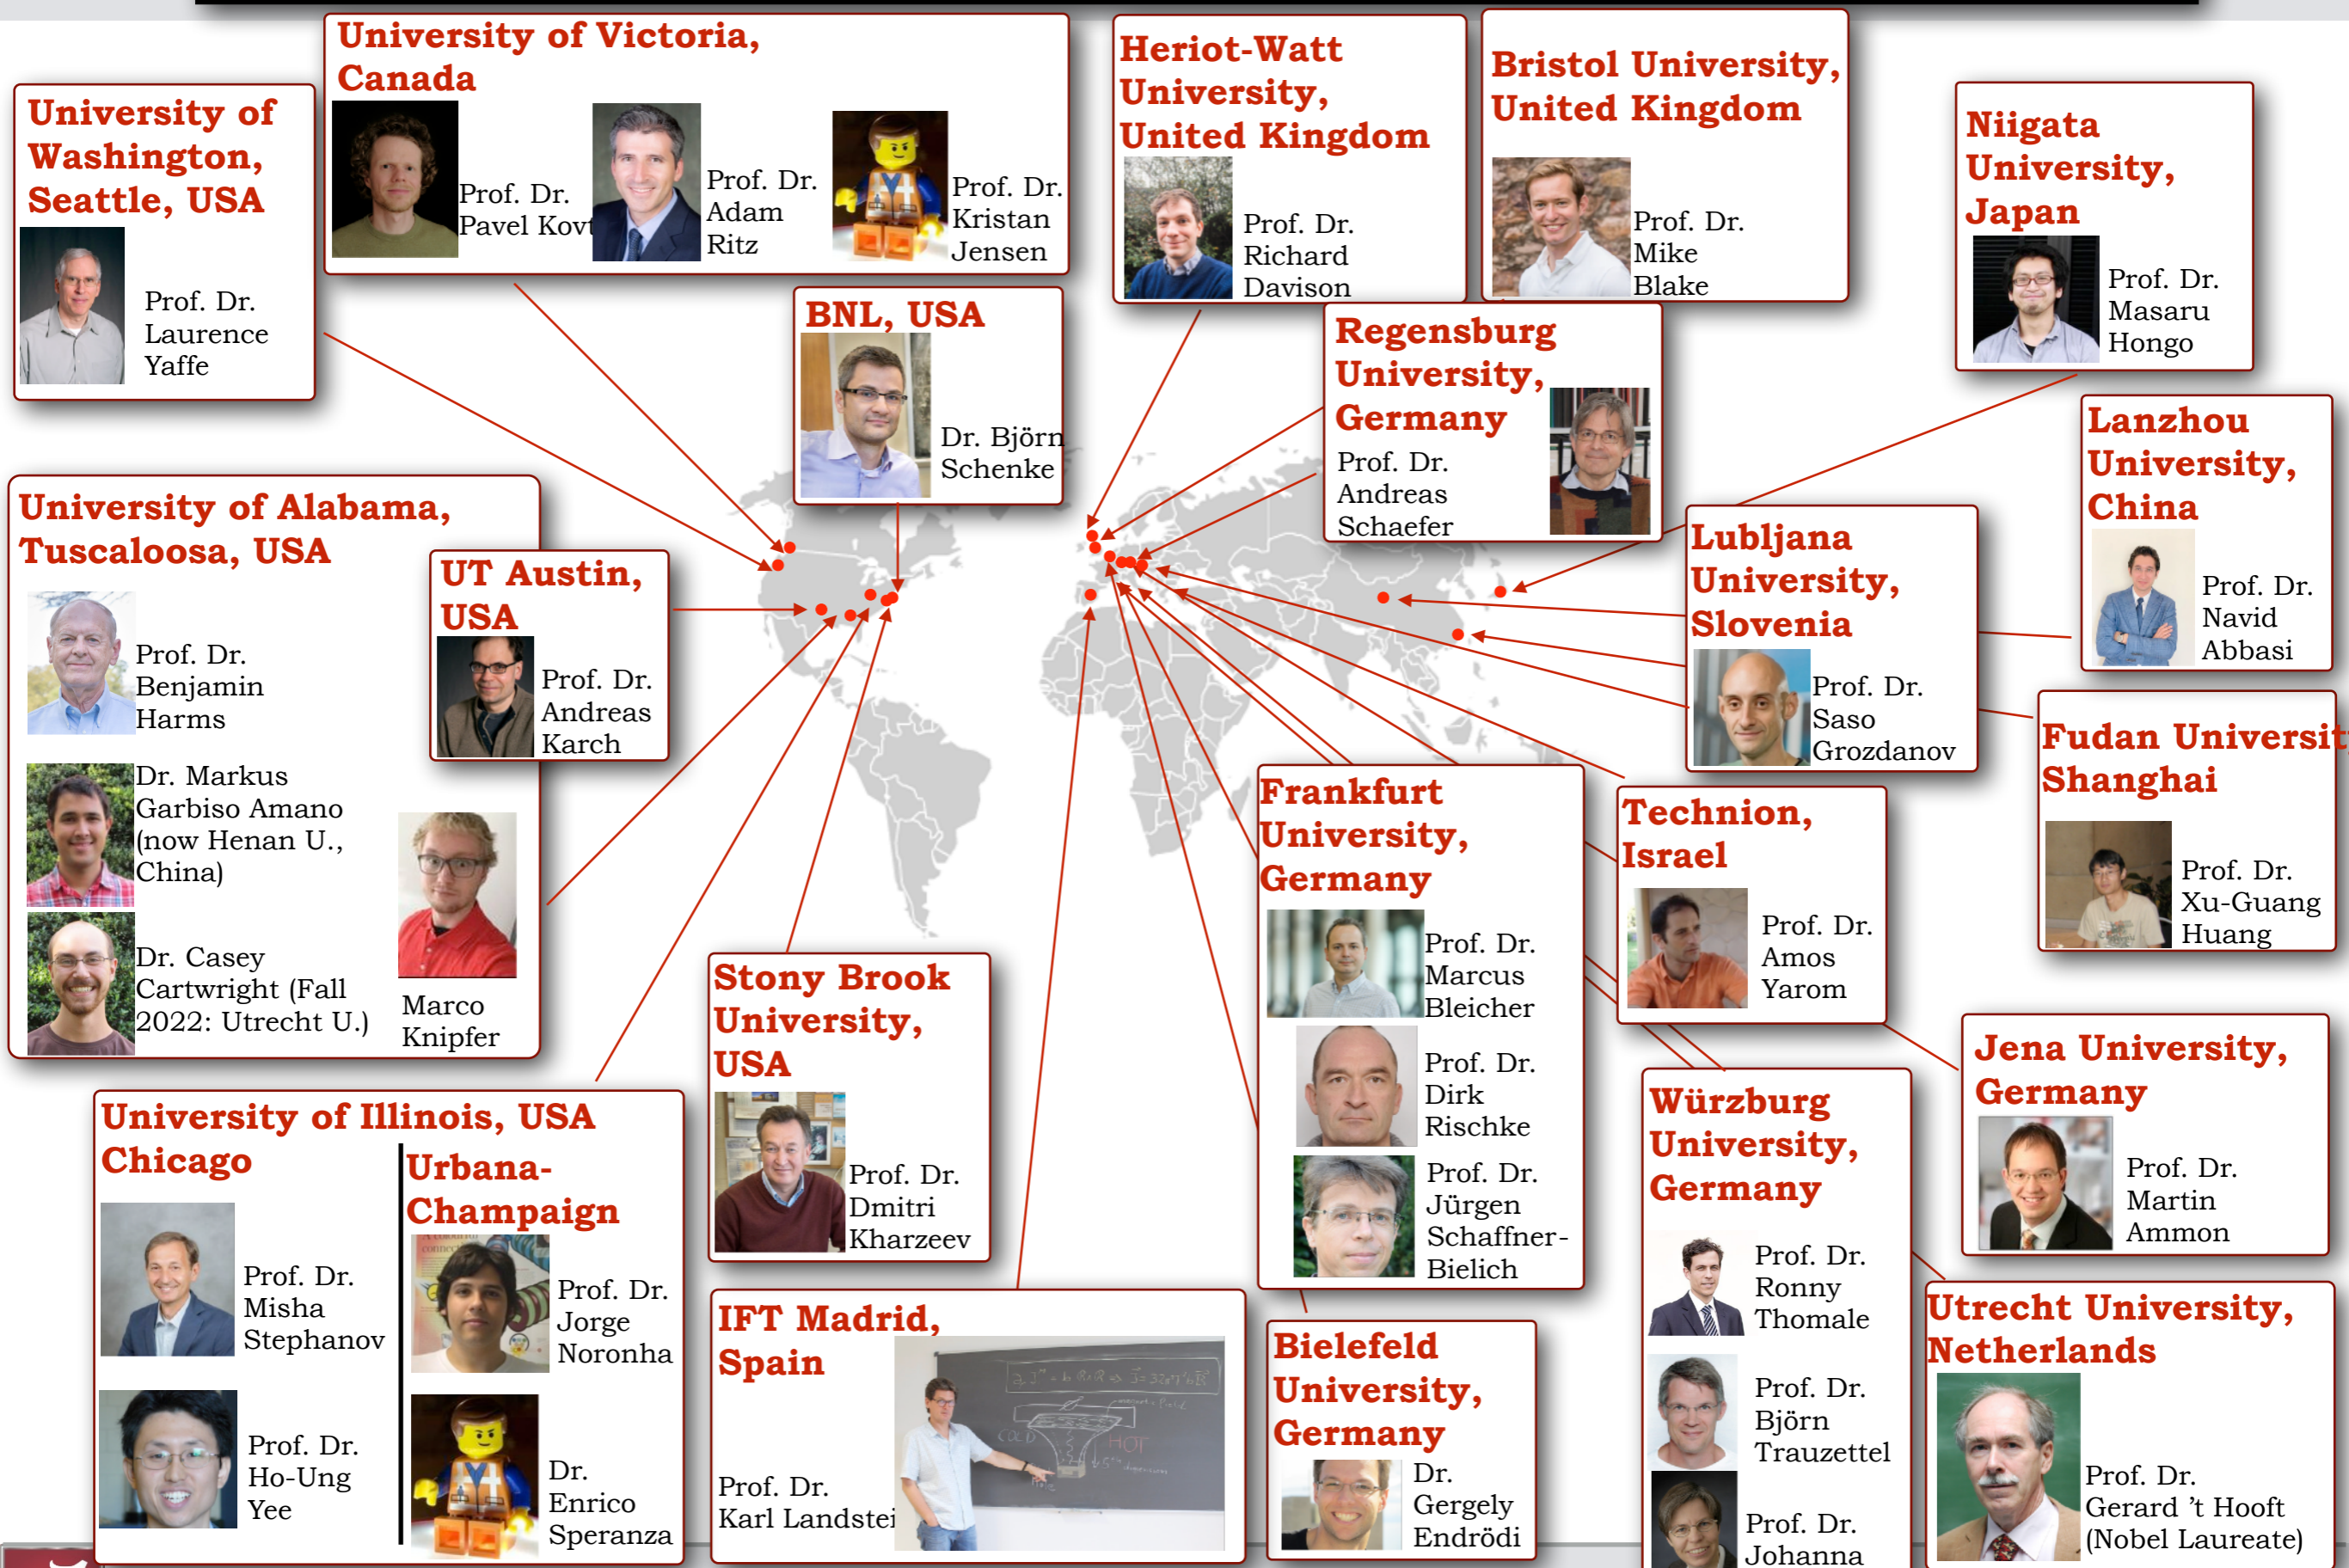 University of Victoria,
Canada
Prof. Dr.
Pavel
Prof. Dr.
Adam
Ritz
Prof. Dr.
Kristan
Jensen
Heriot-Watt
University,
United Kingdom
Prof. Dr.
Richard
Davison
Bristol University,
United Kingdom
Prof. Dr.
Mike
Blake
University of
Washington,
Seattle, USA
Prof. Dr.
Laurence
Yaffe
Niigata
University,
Japan
Prof. Dr.
Masaru
Hongo
BNL, USA
Dr. Björn
Schenke
Regensburg
University,
Germany
Prof. Dr.
Andreas
Schaefer
Lanzhou
University,
China
Prof. Dr.
Navid
Abbasi
University of Alabama,
Tuscaloosa, USA
Prof. Dr.
Benjamin
Harms
Dr. Markus
Garbiso Amano
(now Henan U.,
China)
Dr. Casey
Cartwright (Fall
2022: Utrecht U.)
Marco
Knipfer
UT Austin,
USA
Prof. Dr.
Andreas
Karch
Lubljana
University,
Slovenia
Prof. Dr.
Saso
Grozdanov
Fudan
Shanghai
Prof. Dr.
Xu-Guang
Huang
Frankfurt
University,
Germany
Prof. Dr.
Marcus
Bleicher
Prof. Dr.
Dirk
Rischke
Prof. Dr.
Jürgen
Schaffner-
Bielich
Technion,
Israel
Prof. Dr.
Amos
Yarom
Stony Brook
University,
USA
Prof. Dr.
Dmitri
Kharzeev
Jena University,
Germany
Prof. Dr.
Martin
Ammon
University of Illinois, USA
Chicago
Prof. Dr.
Misha
Stephanov
Prof. Dr.
Ho-Ung
Yee
Urbana-
Champaign
Prof. Dr.
Jorge
Noronha
Dr.
Enrico
Speranza
Würzburg
University,
Germany
Prof. Dr.
Ronny
Thomale
Prof. Dr.
Björn
Trauzettel
Prof. Dr.
Johanna
IFT Madrid,
Spain
Prof. Dr.
Karl
COLD
HOT
Bielefeld
University,
Germany
Dr.
Gergely
Endrödi
Utrecht University,
Netherlands
Prof. Dr.
Gerard ’t Hooft
(Nobel Laureate)